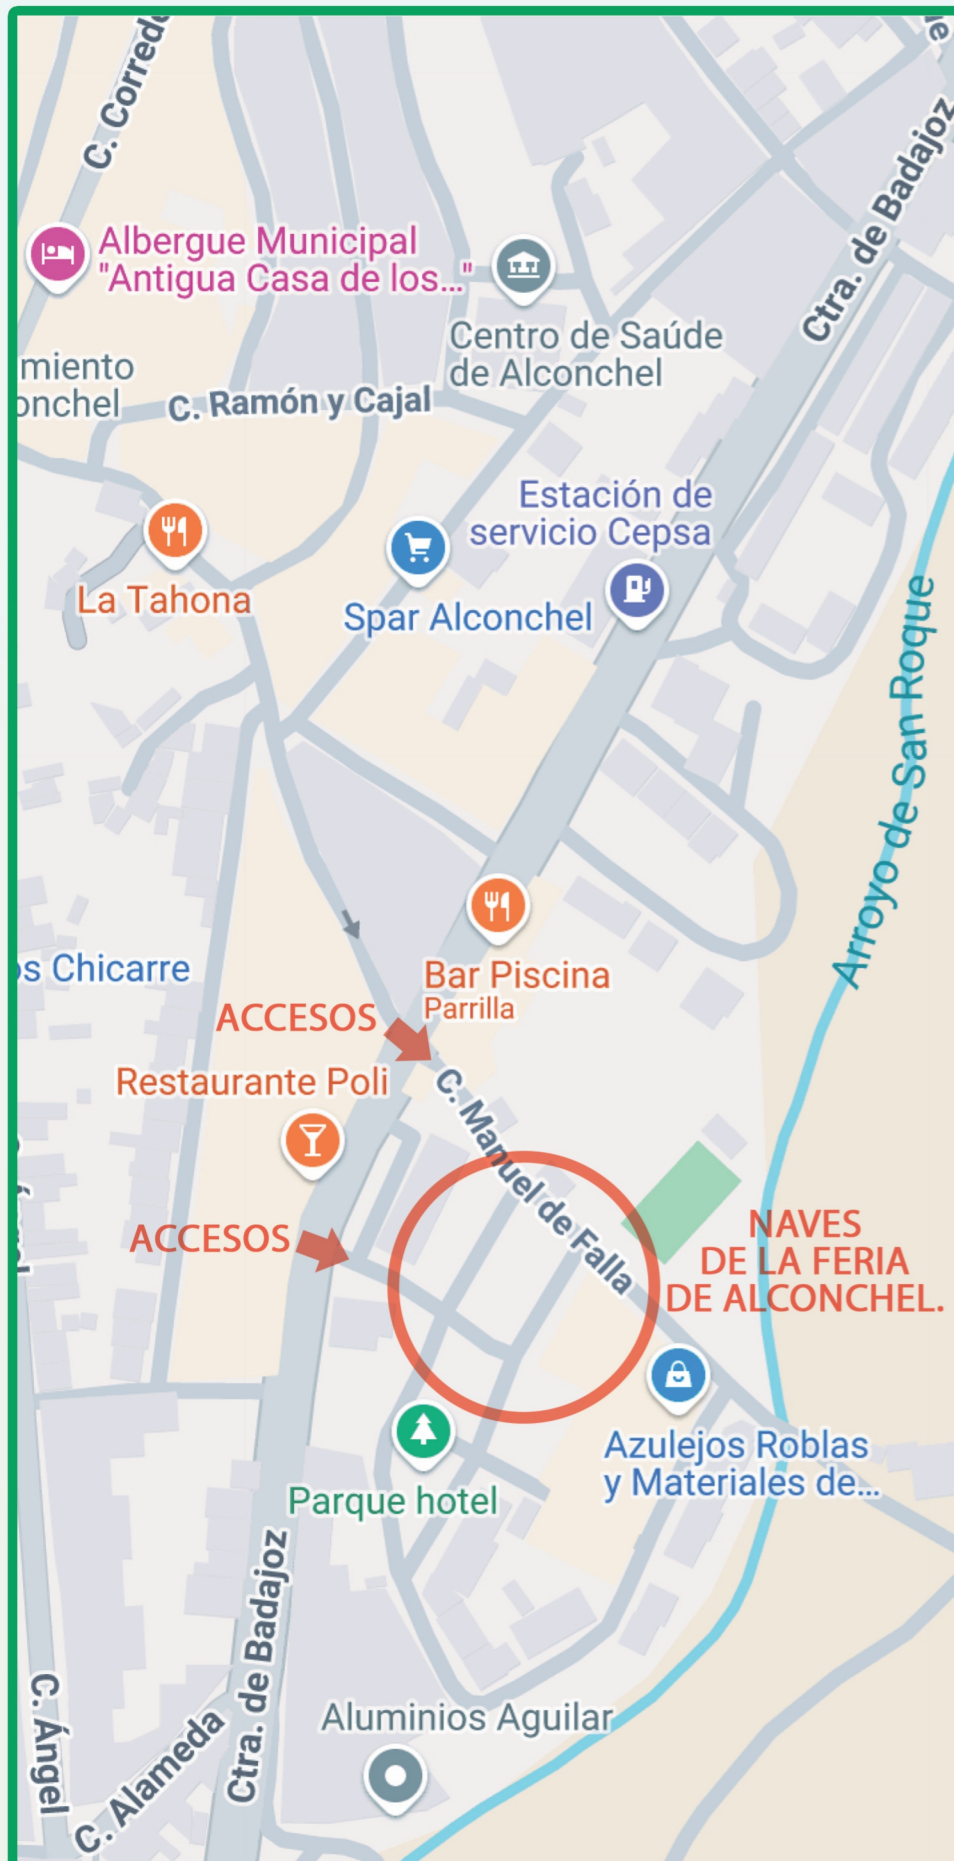 C. Correde
Ctra. de Badajoz
Albergue Municipal
"Antigua Casa de los..."
Centro de Saúde
de Alconchel
miento
onchel
C. Ramón y Cajal
Estación de
servicio Cepsa
La Tahona
Spar Alconchel
Arroyo de San Roque
os Chicarre
Bar Piscina
Parrilla
ACCESOS
Restaurante Poli
C. Manuel de Falla
ACCESOS
NAVES
DE LA FERIA
DE ALCONCHEL.
Azulejos Roblas
y Materiales de...
Parque hotel
Ctra. de Badajoz
C. Ángel
C. Alameda
Aluminios Aguilar